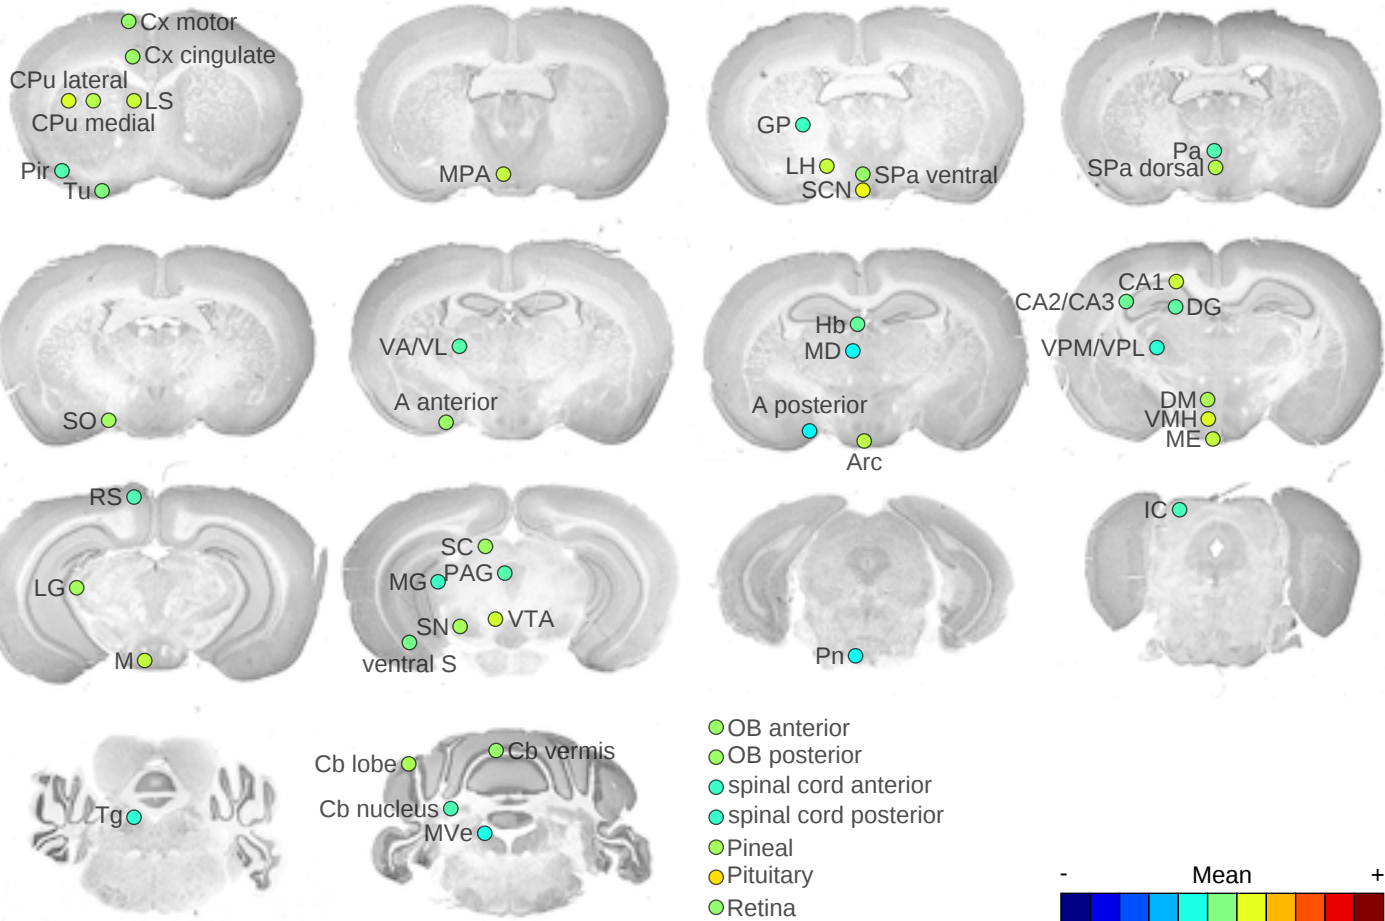 Cx motor
Cx cingulate
CPu lateral
LS
CPu medial
Pir
Tu
MPA
GP
LH
SPa ventral
SCN
Pa
SPa dorsal
SO
VA/VL
A anterior
Hb
MD
A posterior
Arc
CA1
CA2/CA3
DG
VPM/VPL
DM
VMH
ME
RS
LG
M
SC
MG
PAG
SN
VTA
ventral S
Pn
IC
Tg
Cb lobe
Cb vermis
Cb nucleus
MVe
OB anterior
OB posterior
spinal cord anterior
spinal cord posterior
Pineal
Pituitary
Retina
- Mean +